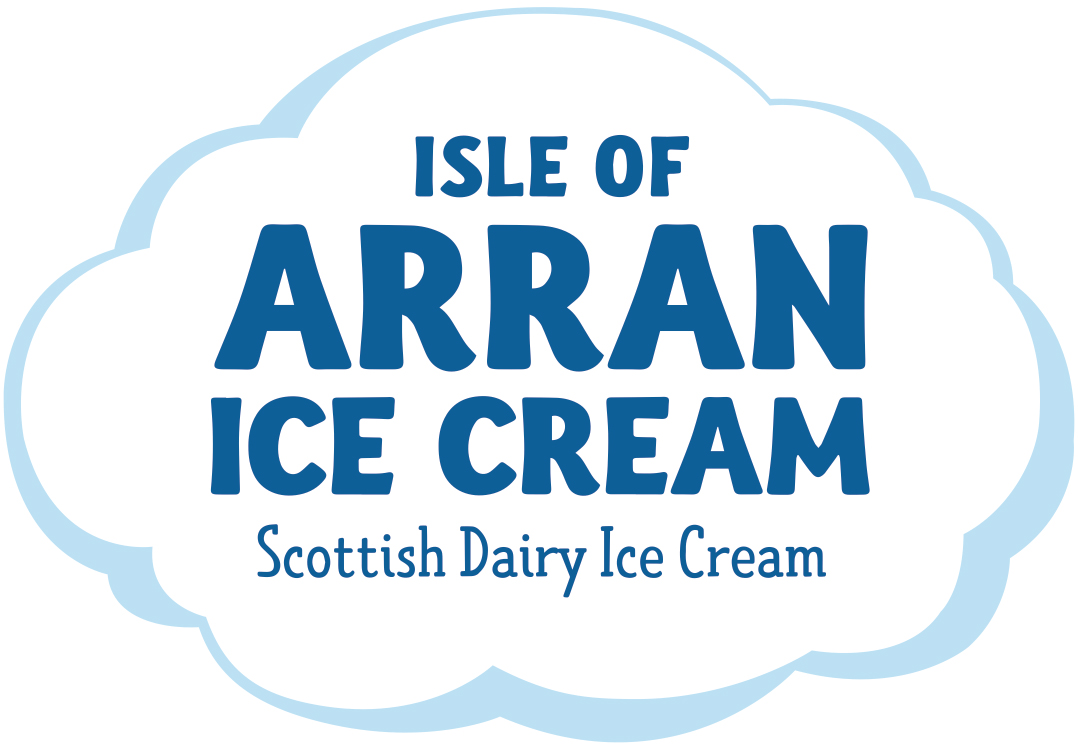 ISLE OF
ARRAN
ICE CREAM
Scottish Dairy Ice Cream